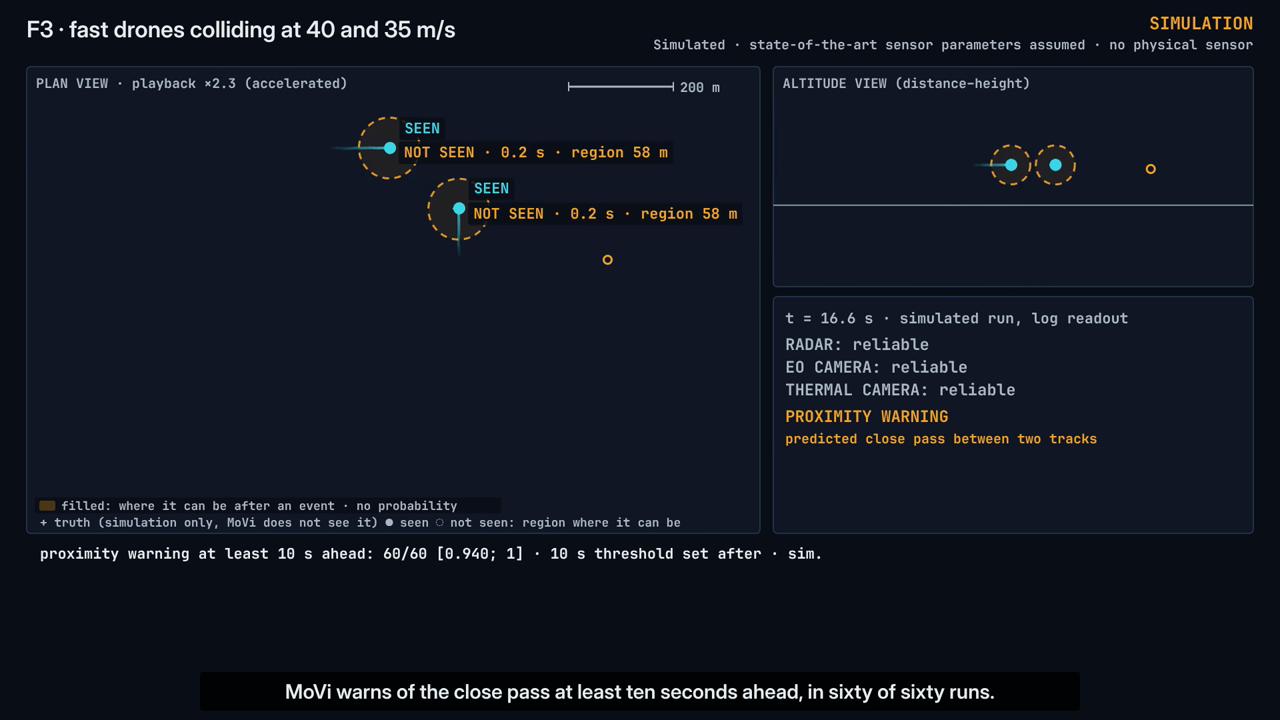 F3 · fast drones colliding at 40 and 35 m/s
SIMULATION
Simulated · state-of-the-art sensor parameters assumed · no physical sensor
PLAN VIEW · playback ×2.3 (accelerated)
200 m
SEEN
NOT SEEN · 0.2 s · region 58 m
SEEN
NOT SEEN · 0.2 s · region 58 m
filled: where it can be after an event · no probability
+ truth (simulation only, MoVi does not see it) ● seen ◌ not seen: region where it can be
ALTITUDE VIEW (distance-height)
t = 16.6 s · simulated run, log readout
RADAR: reliable
EO CAMERA: reliable
THERMAL CAMERA: reliable
PROXIMITY WARNING
predicted close pass between two tracks
proximity warning at least 10 s ahead: 60/60 [0.940; 1] · 10 s threshold set after · sim.
MoVi warns of the close pass at least ten seconds ahead, in sixty of sixty runs.